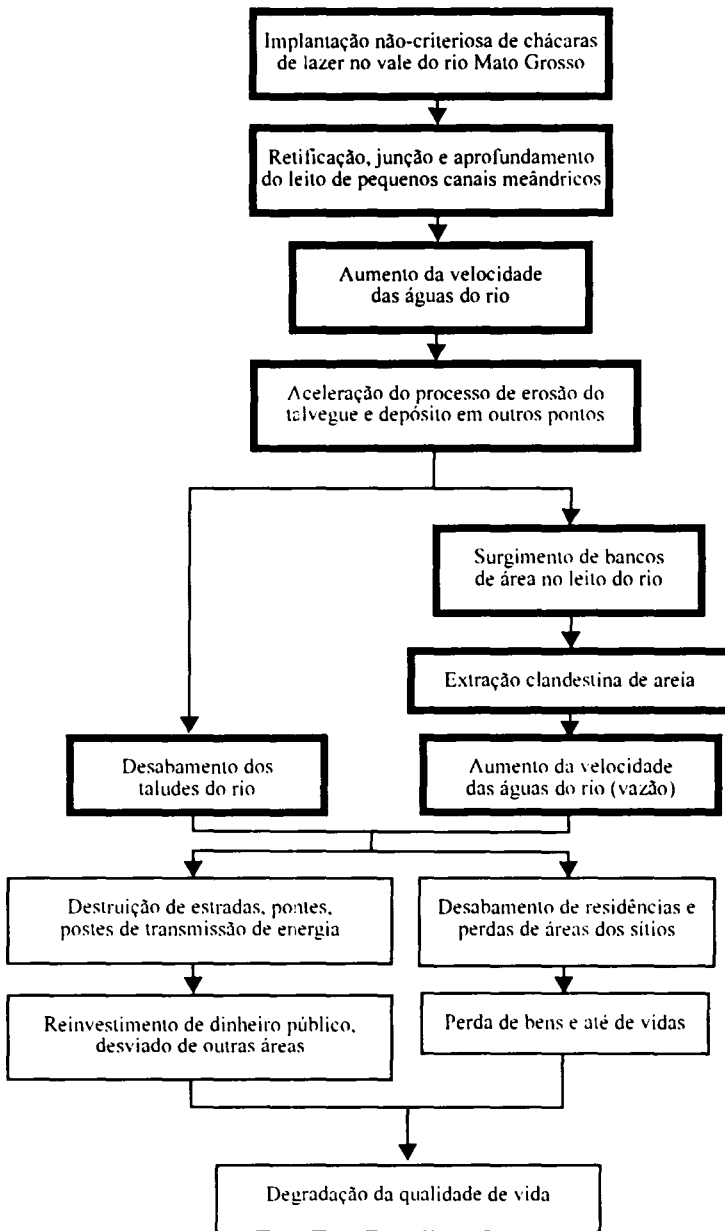 Implantação não-criteriosa de chácaras
de lazer no vale do rio Mato Grosso
Retificação, junção e aprofundamento
do leito de pequenos canais meândricos
Aumento da velocidade
das águas do rio
Aceleração do processo de erosão do
talvegue e depósito em outros pontos
Surgimento de bancos
de área no leito do rio
Extração clandestina de areia
Desabamento dos
taludes do rio
Aumento da velocidade
das águas do rio (vazão)
Destruição de estradas, pontes,
postes de transmissão de energia
Desabamento de residências e
perdas de áreas dos sítios
Reinvestimento de dinheiro público,
desviado de outras áreas
Perda de bens e até de vidas
Degradação da qualidade de vida